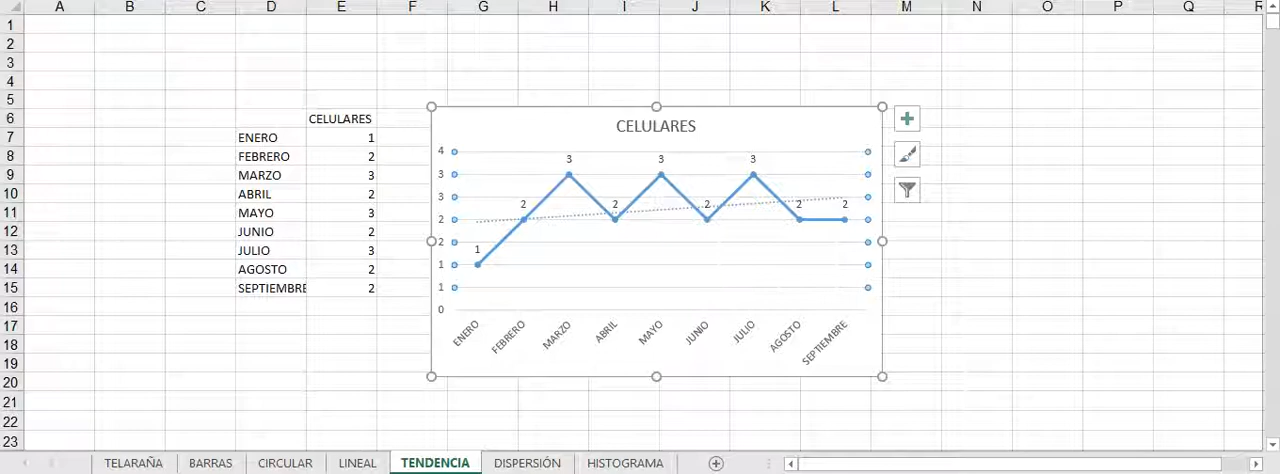 A B C D E F G H I J K L M N O P Q R
1
2
3
4
5
6 CELULARES
7 ENERO 1
8 FEBRERO 2
9 MARZO 3
10 ABRIL 2
11 MAYO 3
12 JUNIO 2
13 JULIO 3
14 AGOSTO 2
15 SEPTIEMBRE 2
16
17
18
19
20
21
22
23
CELULARES
4
3
3
2
2
1
1
0
1 2 3 2 3 2 3 2 2
ENERO FEBRERO MARZO ABRIL MAYO JUNIO JULIO AGOSTO SEPTIEMBRE
TELARAÑA BARRAS CIRCULAR LINEAL TENDENCIA DISPERSIÓN HISTOGRAMA